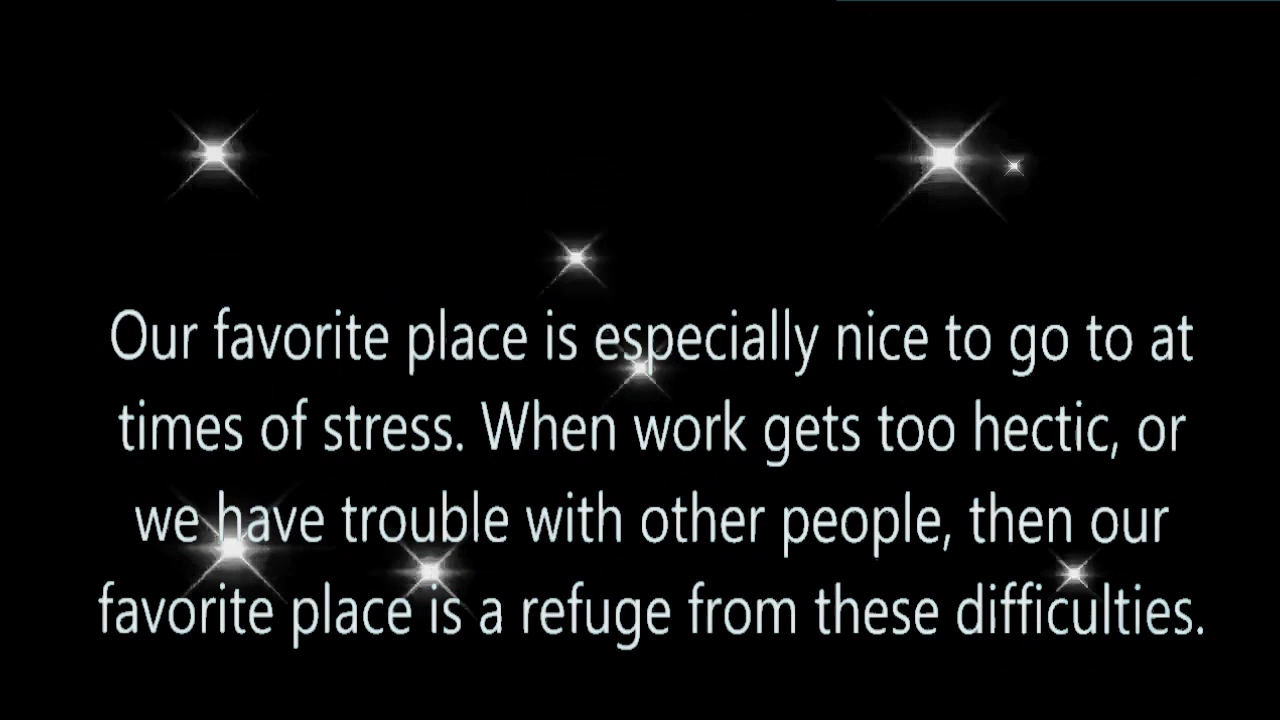 Our favorite place is especially nice to go to at
times of stress. When work gets too hectic, or
we have trouble with other people, then our
favorite place is a refuge from these difficulties.